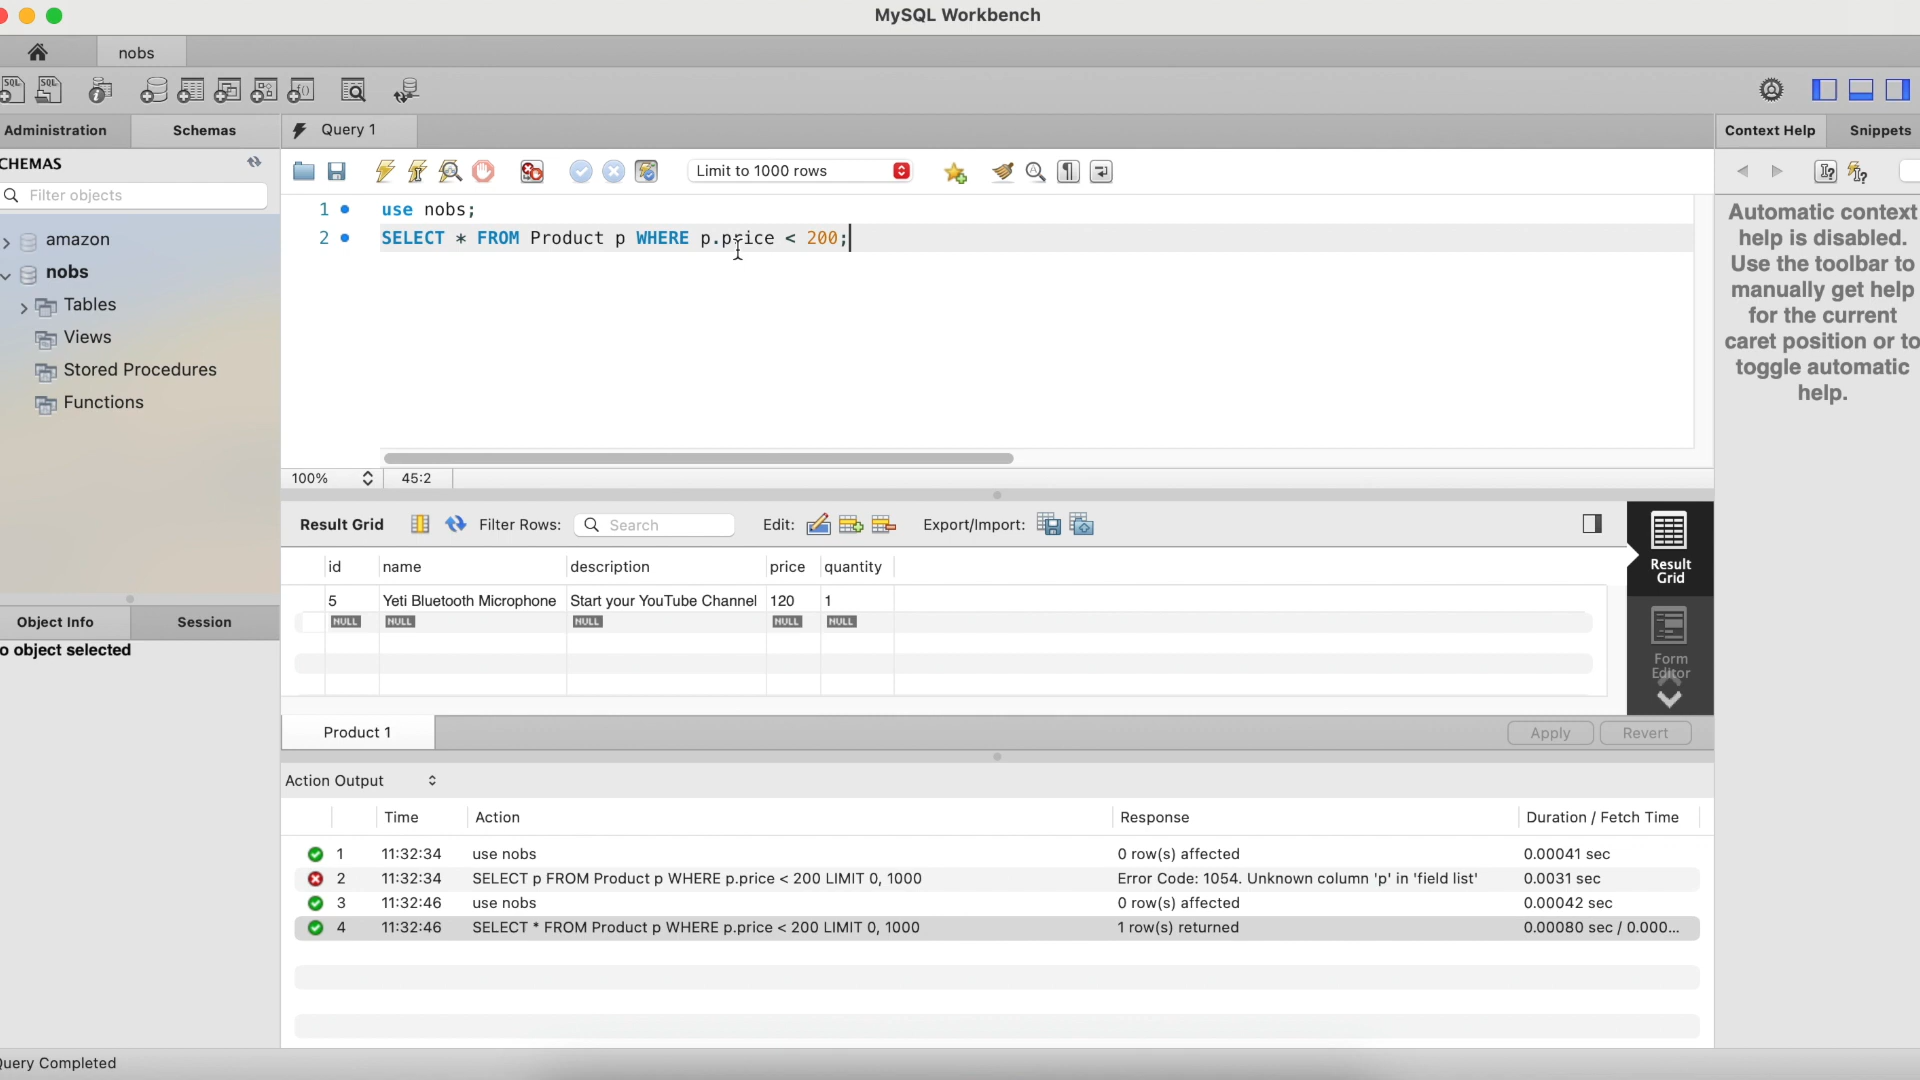 MySQL Workbench
nobs
SQL SQL
Administration Schemas Query 1 Context Help Snippets
CHEMAS
Filter objects
Limit to 1000 rows
amazon
nobs
Tables
Views
Stored Procedures
Functions
1 use nobs;
2 SELECT * FROM Product p WHERE p.price < 200;
Automatic context
help is disabled.
Use the toolbar to
manually get help
for the current
caret position or to
toggle automatic
help.
100% 45:2
Result Grid Filter Rows: Search Edit: Export/Import:
Result
Grid
Form
Editor
id name description price quantity
5 Yeti Bluetooth Microphone Start your YouTube Channel 120 1
NULL NULL NULL NULL NULL
Object Info Session
o object selected
Product 1 Apply Revert
Action Output
Time Action Response Duration / Fetch Time
1 11:32:34 use nobs 0 row(s) affected 0.00041 sec
2 11:32:34 SELECT p FROM Product p WHERE p.price < 200 LIMIT 0, 1000 Error Code: 1054. Unknown column 'p' in 'field list' 0.0031 sec
3 11:32:46 use nobs 0 row(s) affected 0.00042 sec
4 11:32:46 SELECT * FROM Product p WHERE p.price < 200 LIMIT 0, 1000 1 row(s) returned 0.00080 sec / 0.000...
Query Completed